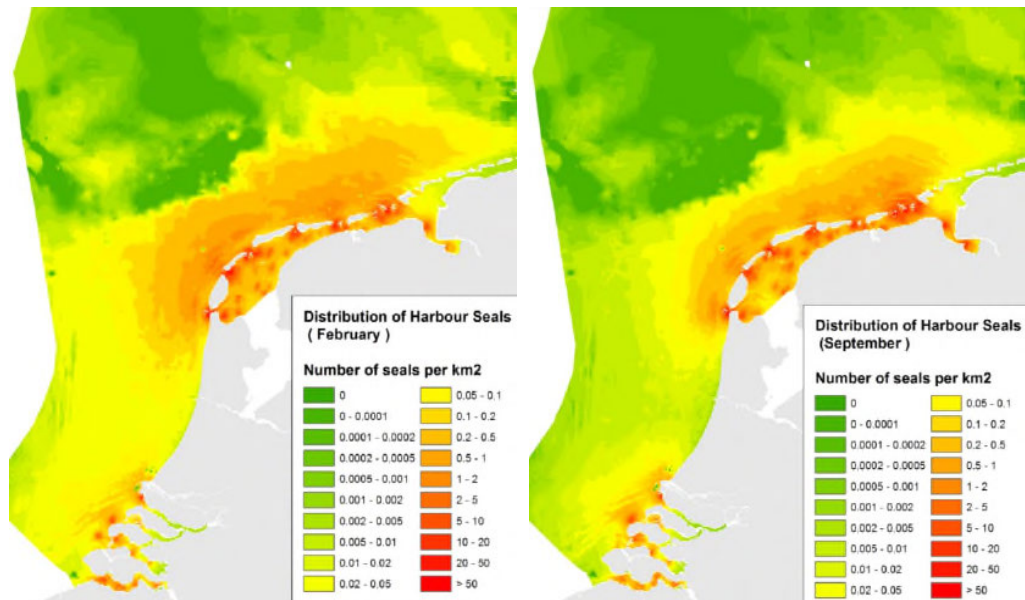 Distribution of Harbour Seals
( February )
Number of seals per km2
0
0 - 0.0001
0.0001 - 0.0002
0.0002 - 0.0005
0.0005 - 0.001
0.001 - 0.002
0.002 - 0.005
0.005 - 0.01
0.01 - 0.02
0.02 - 0.05
0.05 - 0.1
0.1 - 0.2
0.2 - 0.5
0.5 - 1
1 - 2
2 - 5
5 - 10
10 - 20
20 - 50
> 50
Distribution of Harbour Seals
(September )
Number of seals per km2
0
0 - 0.0001
0.0001 - 0.0002
0.0002 - 0.0005
0.0005 - 0.001
0.001 - 0.002
0.002 - 0.005
0.005 - 0.01
0.01 - 0.02
0.02 - 0.05
0.05 - 0.1
0.1 - 0.2
0.2 - 0.5
0.5 - 1
1 - 2
2 - 5
5 - 10
10 - 20
20 - 50
> 50